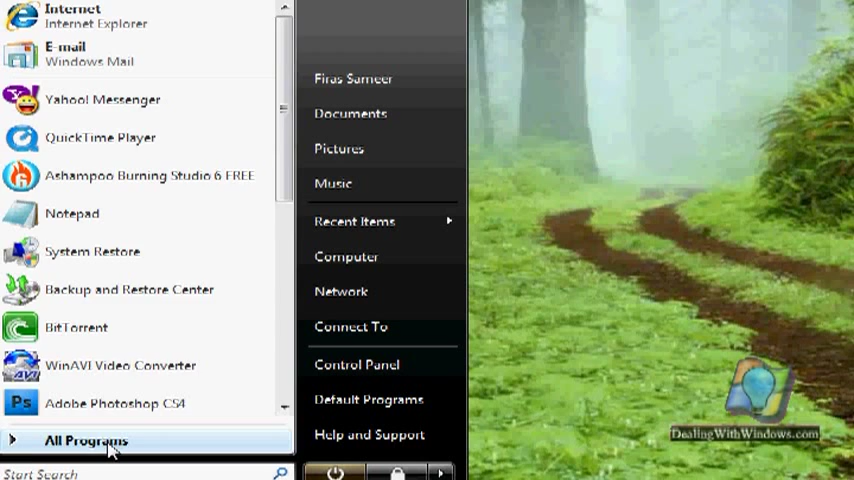 Internet
Internet Explorer
E-mail
Windows Mail
Yahoo! Messenger
QuickTime Player
Ashampoo Burning Studio 6 FREE
Notepad
System Restore
Backup and Restore Center
BitTorrent
WinAVI Video Converter
Ps Adobe Photoshop CS4
All Programs
Start Search
Firas Sameer
Documents
Pictures
Music
Recent Items
Computer
Network
Connect To
Control Panel
Default Programs
Help and Support
DealingWithWindows.com